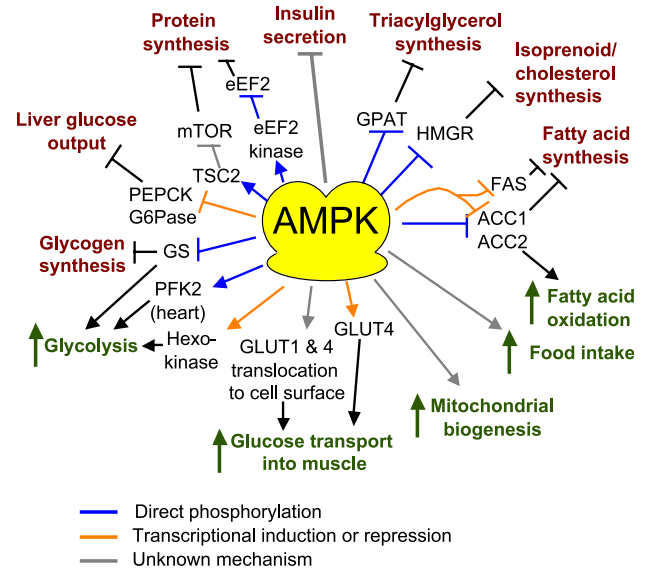 Insulin
secretion
Protein
synthesis
Triacylglycerol
synthesis
Isoprenoid/
cholesterol
synthesis
eEF2
GPAT
HMGR
mTOR
eEF2
kinase
Liver glucose
output
Fatty acid
synthesis
TSC2
FAS
PEPCK
G6Pase
AMPK
ACC1
ACC2
Glycogen
synthesis
GS
PFK2
(heart)
Fatty acid
oxidation
Glycolysis
Hexo-
kinase
GLUT4
GLUT1 & 4
translocation
to cell surface
Food intake
Mitochondrial
biogenesis
Glucose transport
into muscle
Direct phosphorylation
Transcriptional induction or repression
Unknown mechanism